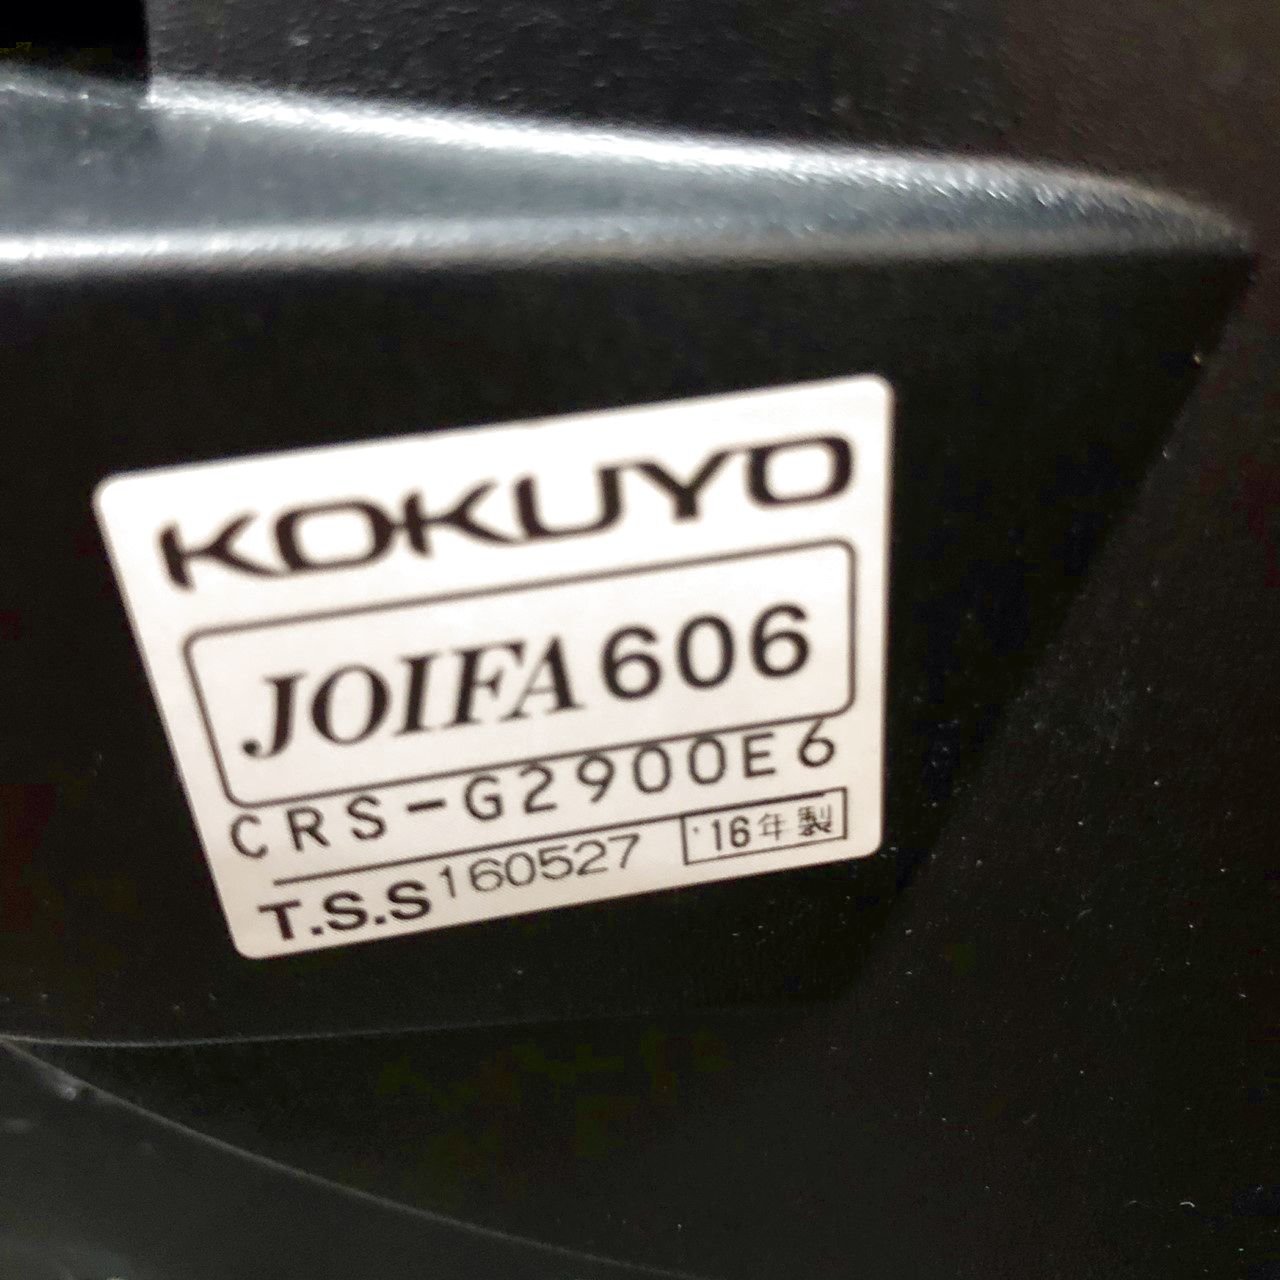 KOKUYO
JOIFA 606
CRS-G2900E6
T.S.S 160527 '16年製